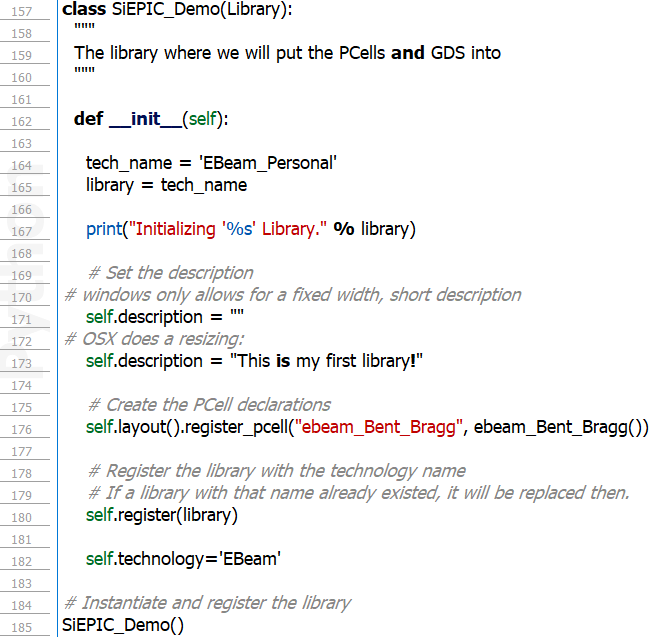 157 class SiEPIC_Demo(Library):
158 """
159 The library where we will put the PCells and GDS into
160 """
161
162 def __init__(self):
163
164 tech_name = 'EBeam_Personal'
165 library = tech_name
166
167 print("Initializing '%s' Library." % library)
168
169 # Set the description
170 # windows only allows for a fixed width, short description
171 self.description = ""
172 # OSX does a resizing:
173 self.description = "This is my first library!"
174
175 # Create the PCell declarations
176 self.layout().register_pcell("ebeam_Bent_Bragg", ebeam_Bent_Bragg())
177
178 # Register the library with the technology name
179 # If a library with that name already existed, it will be replaced then.
180 self.register(library)
181
182 self.technology='EBeam'
183
184 # Instantiate and register the library
185 SiEPIC_Demo()